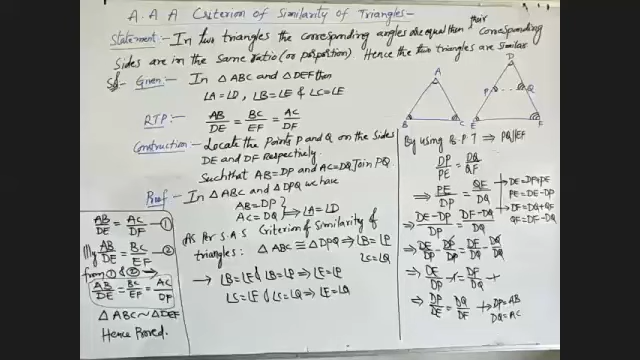 A.A.A Criterion of Similarity of Triangles:-
Statement:- In two triangles the corresponding angles are equal then their corresponding
Sides are in the Same ratio (or proportion). Hence the two triangles are Similar
Sol Given:- In △ABC and △DEF then
∠A=∠D, ∠B=∠E & ∠C=∠E
RTP:- AB/DE = BC/EF = AC/DF
Construction:- Locate the Points P and Q on the Sides
DE and DF Respectively
Such that AB=DP and AC=DQ Join PQ.
Proof:- In △ABC and △DPQ we have
AB=DP
AC=DQ } ⇒ ∠A=∠D
As Per S.A.S Criterion of Similarity of
triangles: △ABC ≅ △DPQ ⇒ ∠B=∠P
∠C=∠Q
→ ∠B=∠E & ∠B=∠P ⇒ ∠E=∠P
∠C=∠F & ∠C=∠Q ⇒ ∠F=∠Q
AB/DE = AC/DF —①
lly AB/DE = BC/EF —②
from ① & ② →
AB/DE = BC/EF = AC/DF
△ABC ~ △DEF
Hence Proved.
A
B
C
D
P
Q
E
F
By using B.P.T ⇒ PQ//EF
DP/PE = DQ/QF
⇒ PE/DP = QF/DQ
→ DE=DP+PE
PE=DE-DP
→ DF=DQ+QF
QF=DF-DQ
⇒ DE-DP/DP = DF-DQ/DQ
⇒ DE/DP - DP/DP = DF/DQ - DQ/DQ
⇒ DE/DP -1 = DF/DQ -1
⇒ DP/DE = DQ/DF → DP=AB
DQ=AC